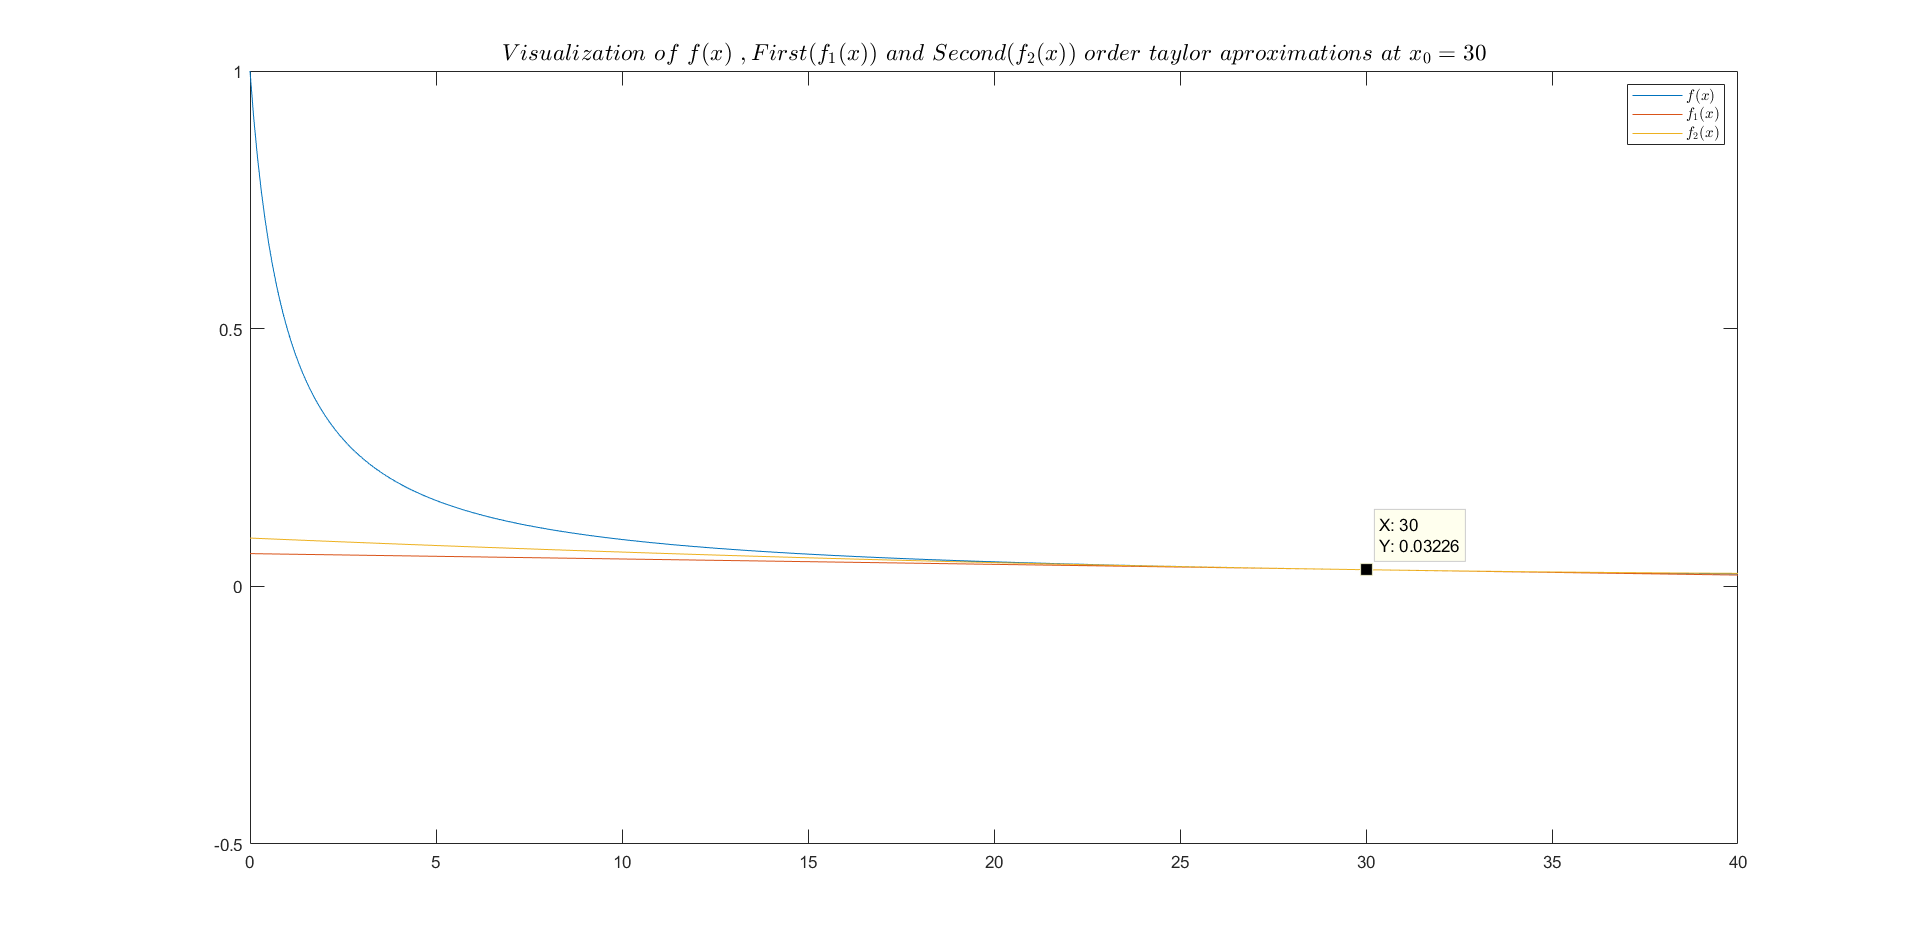 Visualization of f(x) , First(f₁(x)) and Second(f₂(x)) order taylor aproximations at x₀ = 30
f(x)
f₁(x)
f₂(x)
1
0.5
0
-0.5
X: 30
Y: 0.03226
0 5 10 15 20 25 30 35 40